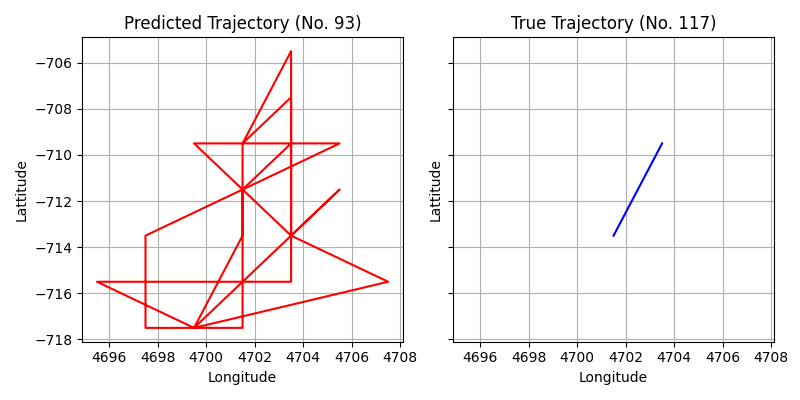 Predicted Trajectory (No. 93)
True Trajectory (No. 117)
−706
−708
−710
−712
−714
−716
−718
Lattitude
Lattitude
4696 4698 4700 4702 4704 4706 4708
4696 4698 4700 4702 4704 4706 4708
Longitude
Longitude